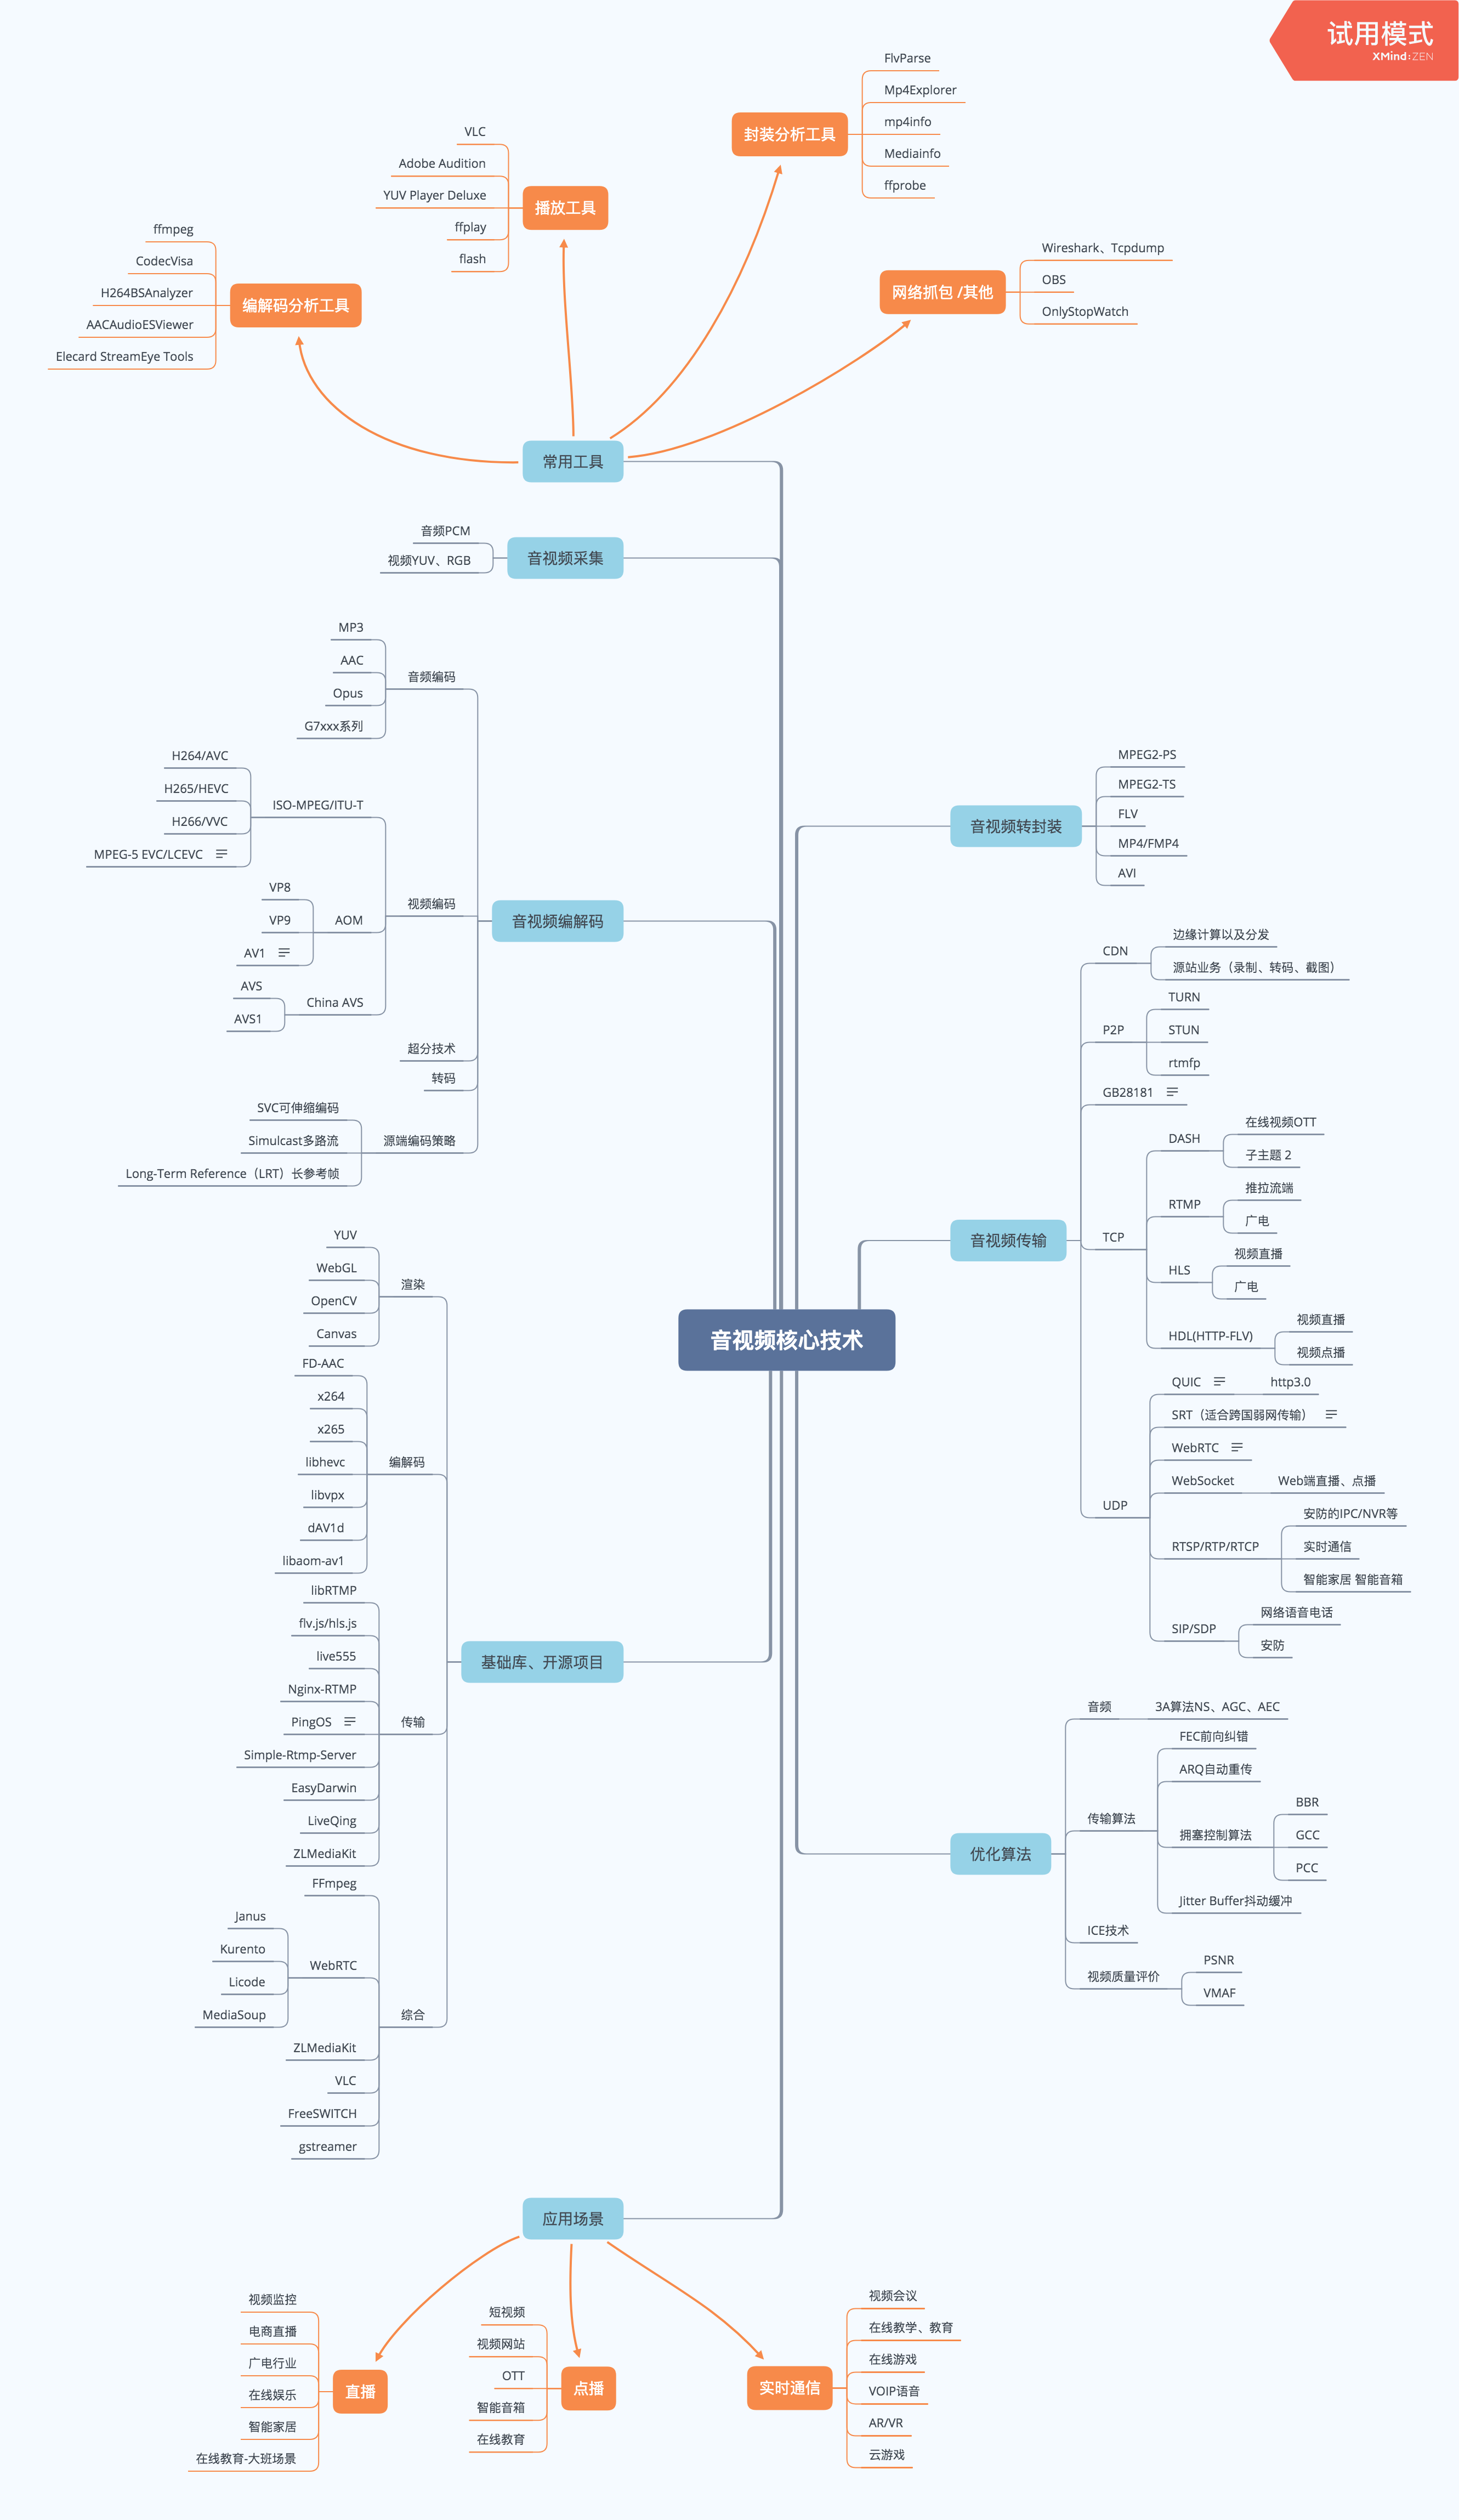 试用模式
XMind:ZEN
FlvParse
Mp4Explorer
封装分析工具
mp4info
Mediainfo
ffprobe
VLC
Adobe Audition
YUV Player Deluxe
播放工具
ffplay
flash
ffmpeg
CodecVisa
H264BSAnalyzer
编解码分析工具
AACAudioESViewer
Elecard StreamEye Tools
Wireshark、Tcpdump
网络抓包 /其他
OBS
OnlyStopWatch
常用工具
音频PCM
音视频采集
视频YUV、RGB
MP3
AAC
音频编码
Opus
G7xxx系列
H264/AVC
H265/HEVC
ISO-MPEG/ITU-T
H266/VVC
MPEG-5 EVC/LCEVC
VP8
视频编码
VP9
AOM
音视频编解码
AV1
AVS
China AVS
AVS1
超分技术
转码
SVC可伸缩编码
Simulcast多路流
源端编码策略
Long-Term Reference（LRT）长参考帧
YUV
WebGL
渲染
OpenCV
Canvas
FD-AAC
x264
x265
libhevc
编解码
libvpx
dAV1d
libaom-av1
libRTMP
flv.js/hls.js
live555
基础库、开源项目
Nginx-RTMP
PingOS
传输
Simple-Rtmp-Server
EasyDarwin
LiveQing
ZLMediaKit
FFmpeg
Janus
Kurento
WebRTC
Licode
MediaSoup
综合
ZLMediaKit
VLC
FreeSWITCH
gstreamer
音视频核心技术
MPEG2-PS
MPEG2-TS
FLV
音视频转封装
MP4/FMP4
AVI
边缘计算以及分发
CDN
源站业务（录制、转码、截图）
TURN
P2P
STUN
rtmfp
GB28181
在线视频OTT
DASH
子主题 2
推拉流端
RTMP
广电
音视频传输
TCP
视频直播
HLS
广电
视频直播
HDL(HTTP-FLV)
视频点播
QUIC
http3.0
SRT（适合跨国弱网传输）
WebRTC
WebSocket
Web端直播、点播
UDP
安防的IPC/NVR等
RTSP/RTP/RTCP
实时通信
智能家居 智能音箱
网络语音电话
SIP/SDP
安防
音频
3A算法NS、AGC、AEC
FEC前向纠错
ARQ自动重传
传输算法
BBR
拥塞控制算法
GCC
PCC
优化算法
Jitter Buffer抖动缓冲
ICE技术
PSNR
视频质量评价
VMAF
应用场景
视频监控
电商直播
广电行业
直播
在线娱乐
智能家居
在线教育-大班场景
短视频
视频网站
OTT
点播
智能音箱
在线教育
视频会议
在线教学、教育
在线游戏
实时通信
VOIP语音
AR/VR
云游戏